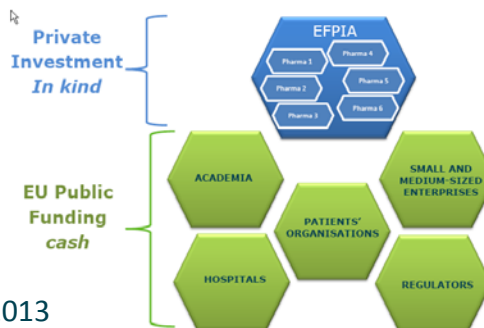 Private
Investment
In kind
EFPIA
Pharma 1
Pharma 4
Pharma 2
Pharma 5
Pharma 3
Pharma 6
EU Public
Funding
cash
ACADEMIA
SMALL AND
MEDIUM-SIZED
ENTERPRISES
PATIENTS'
ORGANISATIONS
HOSPITALS
REGULATORS
013